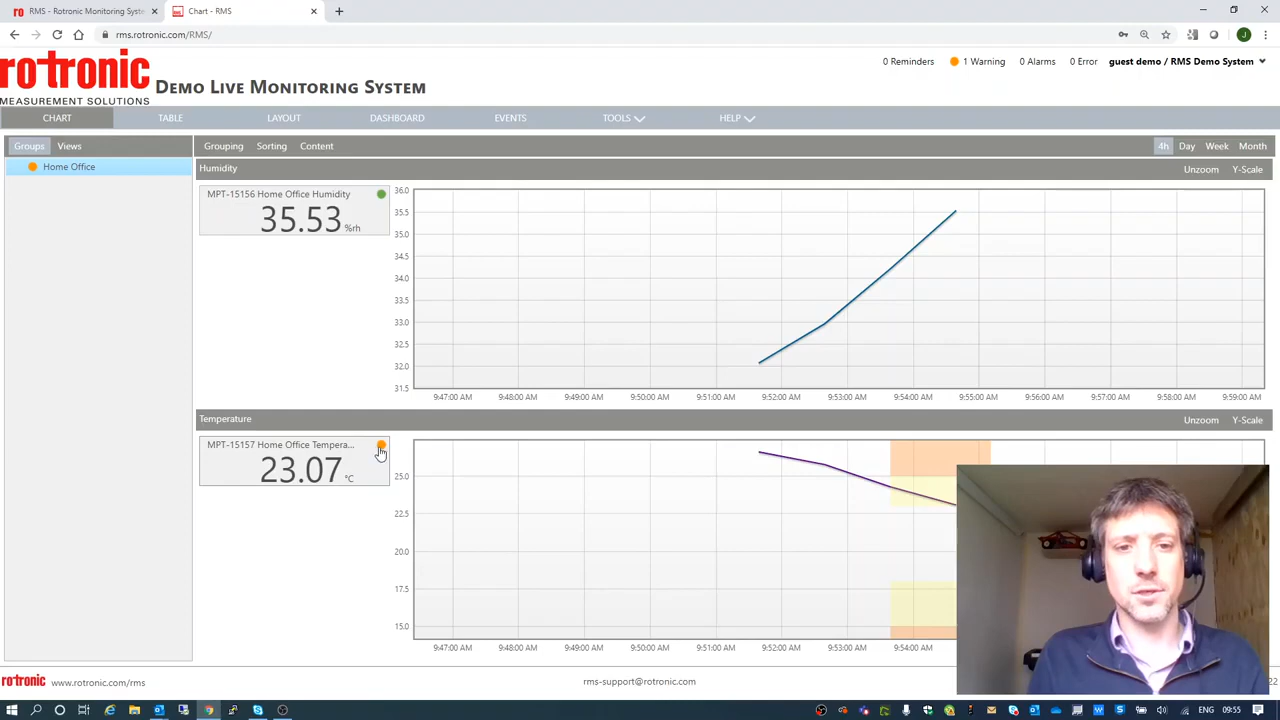 RMS - Rotronic Monitoring Syste
Chart - RMS
rms.rotronic.com/RMS/
J
rotronic
MEASUREMENT SOLUTIONS
DEMO LIVE MONITORING SYSTEM
0 Reminders
1 Warning
0 Alarms
0 Error
guest demo / RMS Demo System
CHART
TABLE
LAYOUT
DASHBOARD
EVENTS
TOOLS
HELP
Groups
Views
Grouping
Sorting
Content
4h
Day
Week
Month
Home Office
Humidity
Unzoom
Y-Scale
MPT-15156 Home Office Humidity
35.53 %rh
36.0
35.5
35.0
34.5
34.0
33.5
33.0
32.5
32.0
31.5
9:47:00 AM 9:48:00 AM 9:49:00 AM 9:50:00 AM 9:51:00 AM 9:52:00 AM 9:53:00 AM 9:54:00 AM 9:55:00 AM 9:56:00 AM 9:57:00 AM 9:58:00 AM 9:59:00 AM
Temperature
Unzoom
Y-Scale
MPT-15157 Home Office Tempera...
23.07 °C
25.0
22.5
20.0
17.5
15.0
9:47:00 AM 9:48:00 AM 9:49:00 AM 9:50:00 AM 9:51:00 AM 9:52:00 AM 9:53:00 AM 9:54:00 AM
rotronic
www.rotronic.com/rms
rms-support@rotronic.com
22
ENG
09:55